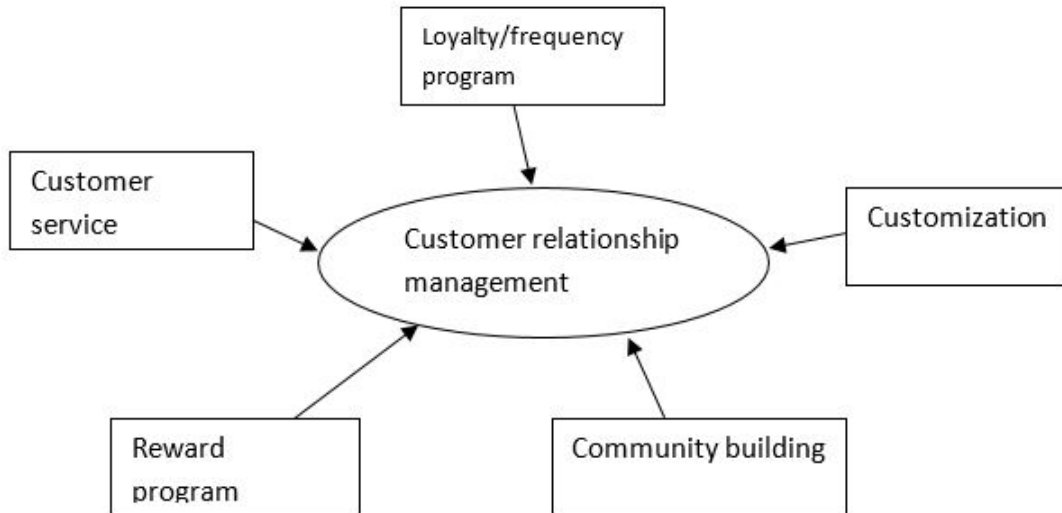 Loyalty/frequency
program
Customer
service
Customer relationship
management
Customization
Reward
program
Community building